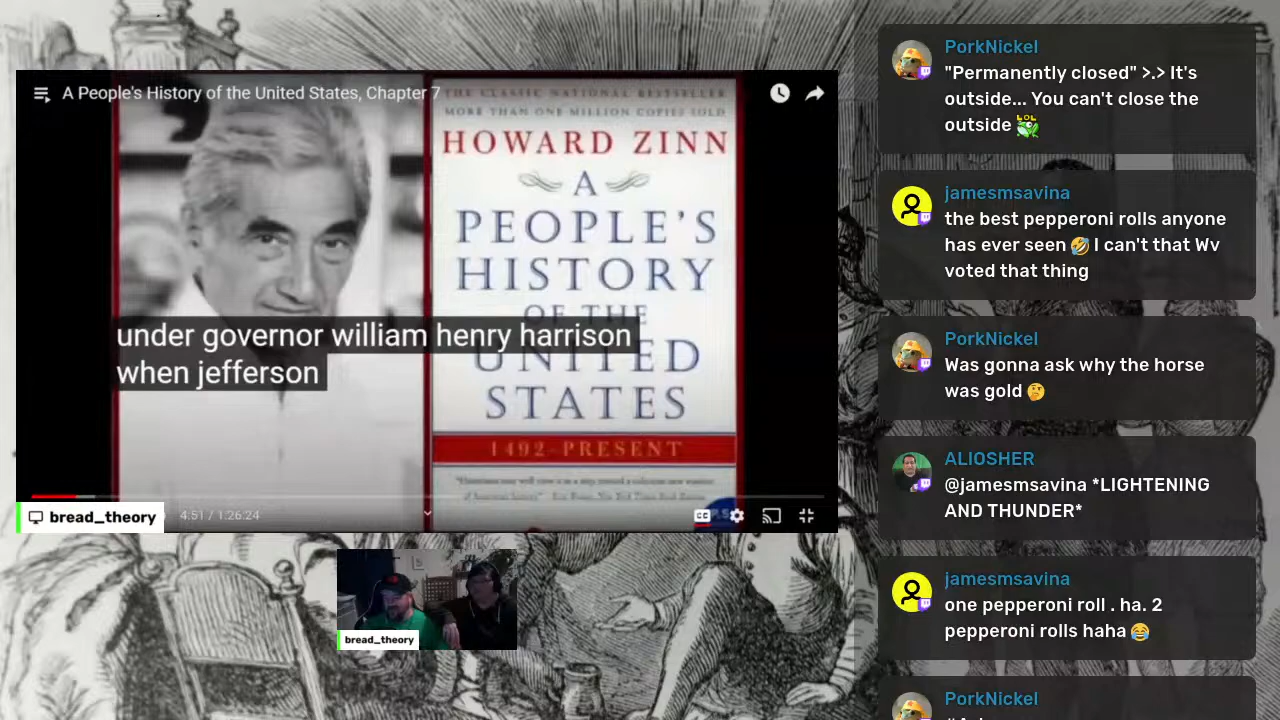 A People's History of the United States, Chapter 7
THE CLASSIC NATIONAL BESTSELLER
MORE THAN ONE MILLION COPIES SOLD
HOWARD ZINN
A
PEOPLE'S
HISTORY
OF THE
UNITED
STATES
1492-PRESENT
under governor william henry harrison
when jefferson
bread_theory
4:51 / 1:26:24
CC
bread_theory
PorkNickel
"Permanently closed" >.> It's
outside... You can't close the
outside
jamesmsavina
the best pepperoni rolls anyone
has ever seen 🤣 I can't that Wv
voted that thing
PorkNickel
Was gonna ask why the horse
was gold 🤔
ALIOSHER
@jamesmsavina *LIGHTENING
AND THUNDER*
jamesmsavina
one pepperoni roll . ha. 2
pepperoni rolls haha 😂
PorkNickel